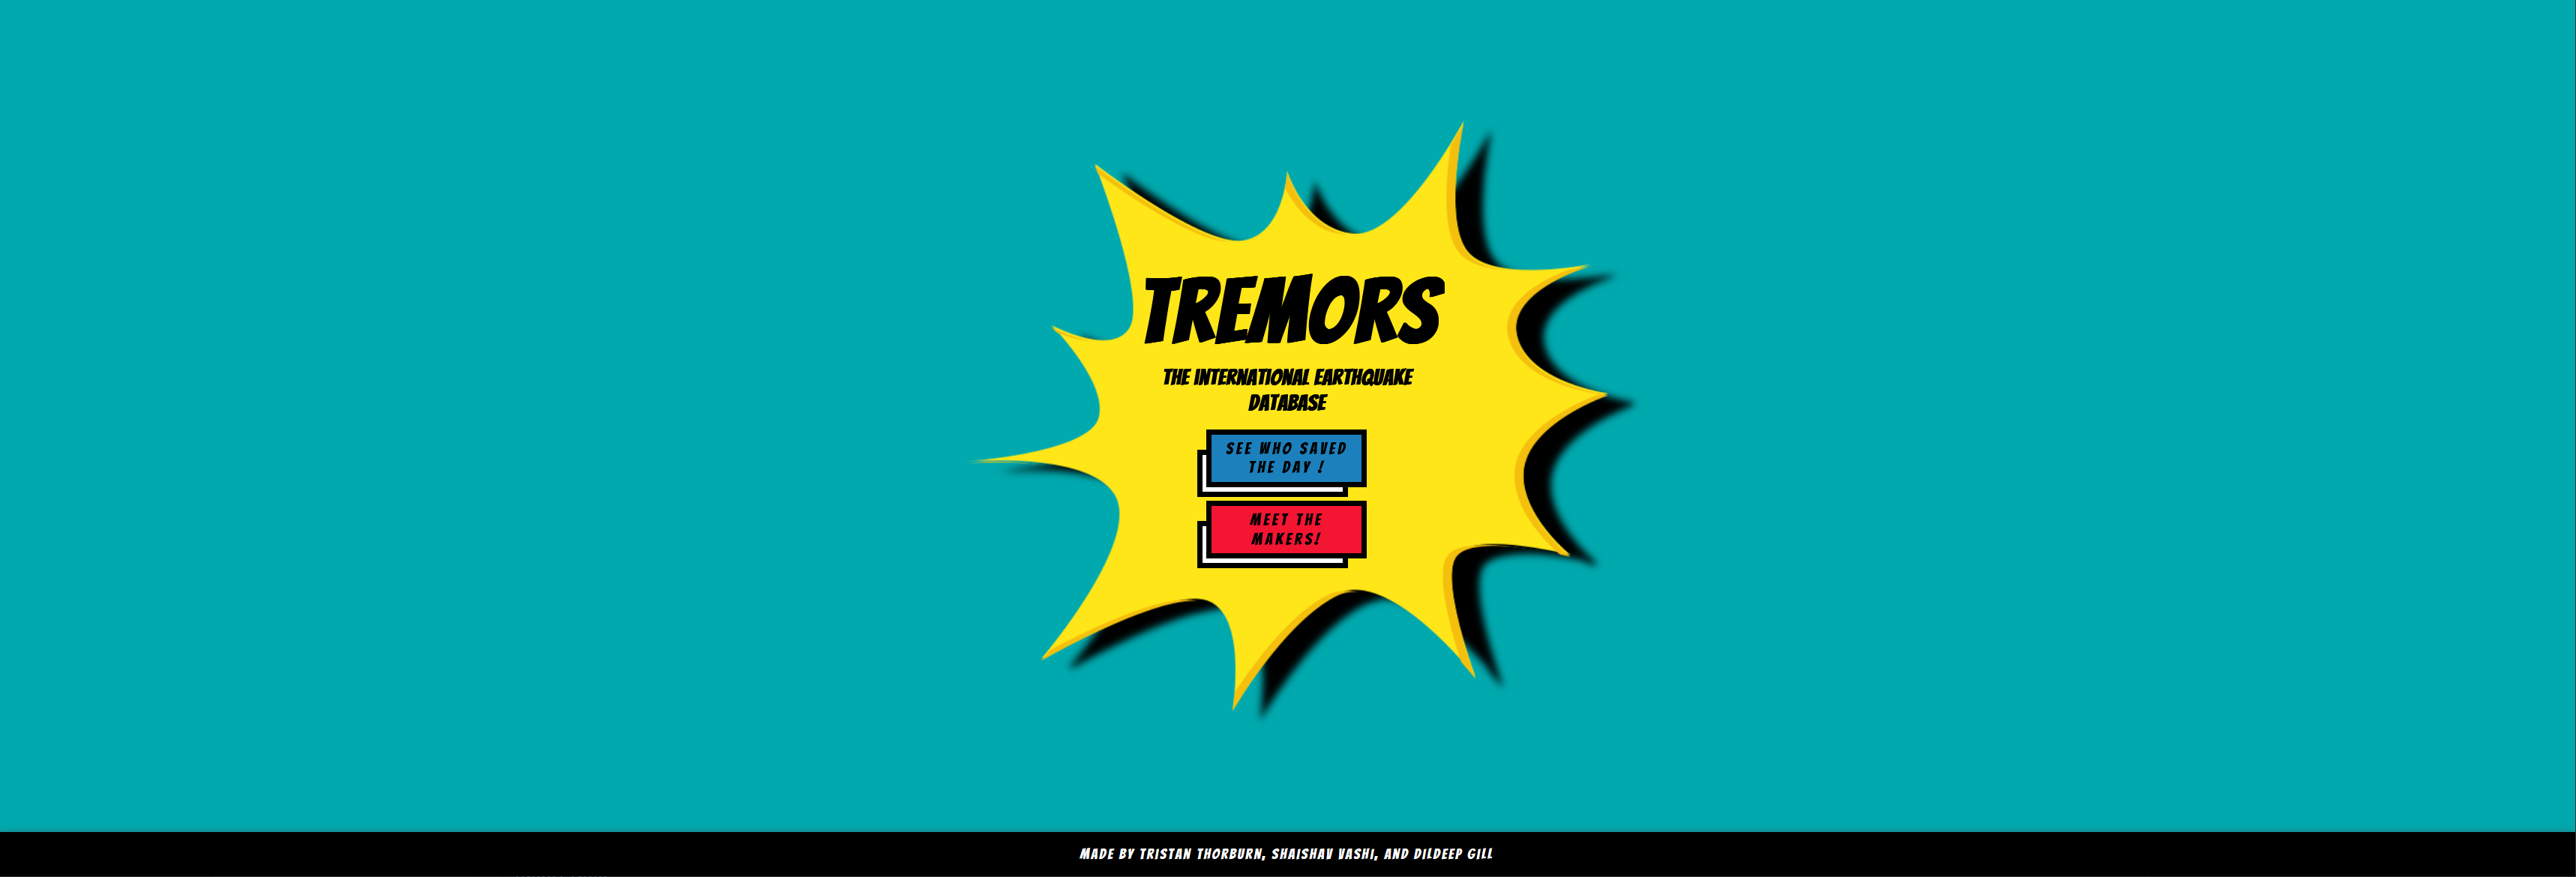 TREMORS
THE INTERNATIONAL EARTHQUAKE
DATABASE
SEE WHO SAVED
THE DAY !
MEET THE
MAKERS!
MADE BY TRISTAN THORBURN, SHAISHAV VASHI, AND DILDEEP GILL